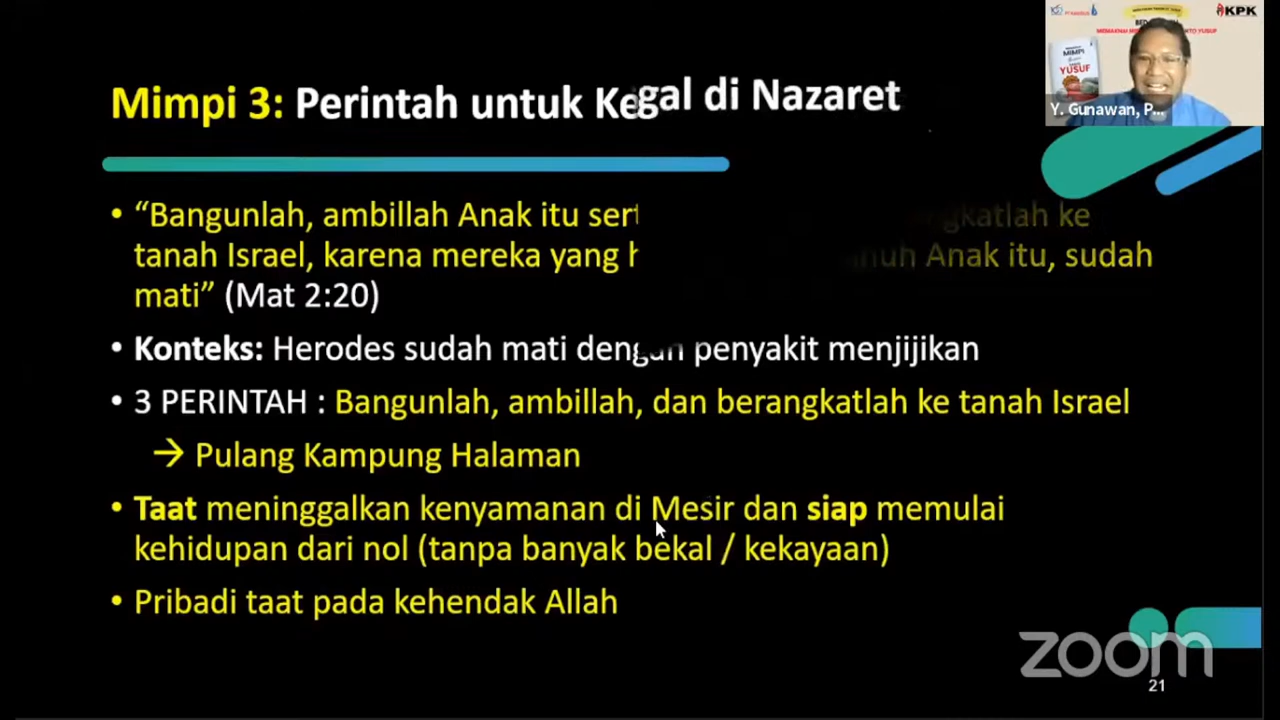 KPK
MIMPI
YUSUF
Y. Gunawan, P...
Mimpi 3: Perintah untuk Ke gal di Nazaret
• “Bangunlah, ambillah Anak itu ser gkatlah ke
tanah Israel, karena mereka yang h nuh Anak itu, sudah
mati” (Mat 2:20)
• Konteks: Herodes sudah mati dengan penyakit menjijikan
• 3 PERINTAH : Bangunlah, ambillah, dan berangkatlah ke tanah Israel
→ Pulang Kampung Halaman
• Taat meninggalkan kenyamanan di Mesir dan siap memulai
kehidupan dari nol (tanpa banyak bekal / kekayaan)
• Pribadi taat pada kehendak Allah
zoom
21